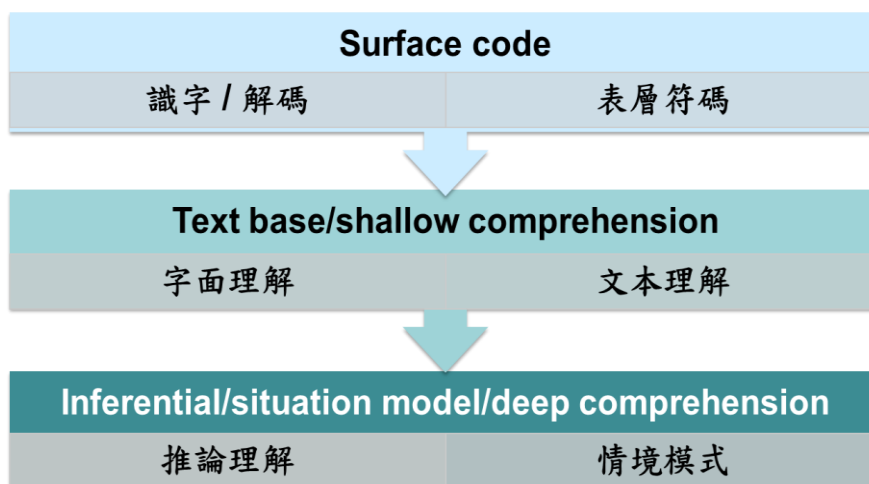 Surface code
識字 / 解碼 表層符碼
Text base/shallow comprehension
字面理解 文本理解
Inferential/situation model/deep comprehension
推論理解 情境模式